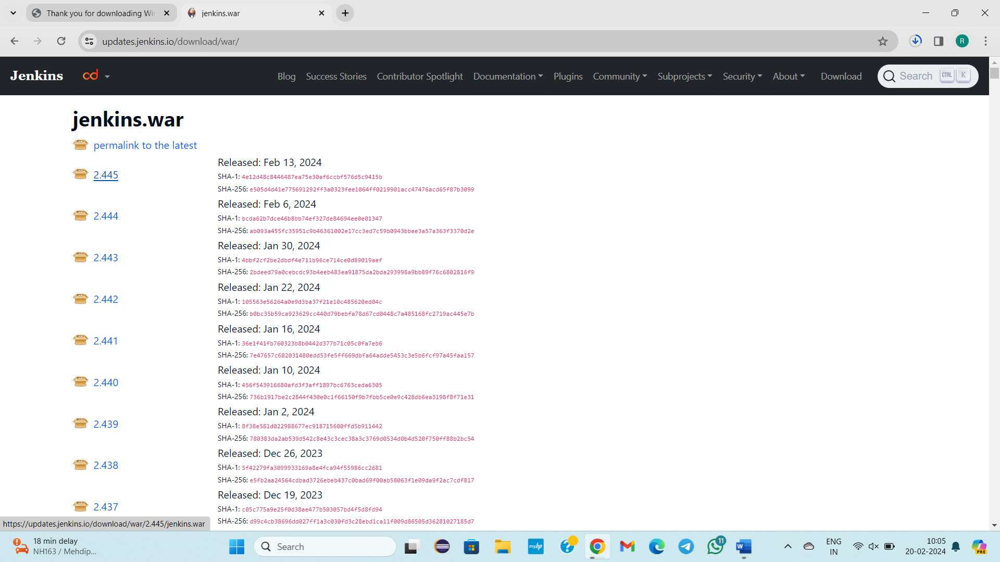 Thank you for downloading Wir
jenkins.war
updates.jenkins.io/download/war/
R
Jenkins
cd
Blog
Success Stories
Contributor Spotlight
Documentation
Plugins
Community
Subprojects
Security
About
Download
Search
CTRL
K
jenkins.war
permalink to the latest
2.445
Released: Feb 13, 2024
SHA-1: 4e12d48c8446487ea75e30af6ccbf576d5c9415b
SHA-256: e505d4d41e775691292ff3a0323fee1064ff0219901acc47476acd65f87b3099
2.444
Released: Feb 6, 2024
SHA-1: bcda62b7dce46b8bb74ef327de84694ee0e01347
SHA-256: ab093a455fc35951c9b46361002e17cc3ed7c59b0943bbee3a57a363f3370d2e
2.443
Released: Jan 30, 2024
SHA-1: 4bbf2cf2be2dbdf4e711b96ce714ce0d89019aef
SHA-256: 2bdeed79a0cebcdc93b4eeb483ea91875da2bda293998a9bb89f76c6802816f9
2.442
Released: Jan 22, 2024
SHA-1: 105563e56264a0e9d3ba37f21e10c485620ed04c
SHA-256: b0bc35b59ca923629cc440d79bebfa78d67cd0448c7a485168fc2719ac445e7b
2.441
Released: Jan 16, 2024
SHA-1: 36e1f41fb760323b8b0442d377b71c05c0fa7eb6
SHA-256: 7e47657c682031480edd53fe5ff669dbfa64adde5453c3e5b6fcf97a45faa157
2.440
Released: Jan 10, 2024
SHA-1: 456f543916680afd3f3aff1897bc6763ceda6305
SHA-256: 736b1917be2c2844f430e0c1f66150f9b7fbb5ce0e9c428db6ea3198f8f71e31
2.439
Released: Jan 2, 2024
SHA-1: 8f38e581d022988677ec918715600ffd5b911442
SHA-256: 780383da2ab539d542c8e43c3cec38a3c3769d0534d0b4d520f750ff88b2bc54
2.438
Released: Dec 26, 2023
SHA-1: 5f42279fa3099933169a8e4fca94f55986cc2681
SHA-256: e5fb2aa24564cdbad3726ebeb437c0bad69f00ab58063f1e09da9f2ac7cdf817
2.437
Released: Dec 19, 2023
SHA-1: c05c775a9e25f0d38ae477b503057bd4f5d8fd94
SHA-256: d99c4cb38696dd027ff1a3c030fd3c28ebd1ca11f009d86505d36281027185d7
https://updates.jenkins.io/download/war/2.445/jenkins.war
18 min delay
NH163 / Mehdip...
Search
myhp
11
W
PRE
ENG
IN
10:05
20-02-2024